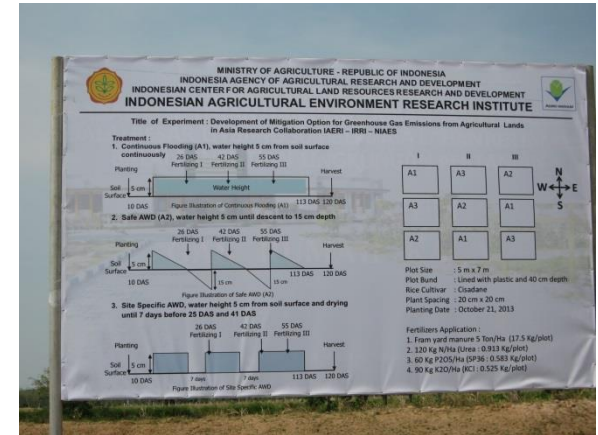 MINISTRY OF AGRICULTURE - REPUBLIC OF INDONESIA
INDONESIA AGENCY OF AGRICULTURAL RESEARCH AND DEVELOPMENT
INDONESIAN CENTER FOR AGRICULTURAL LAND RESOURCES RESEARCH AND DEVELOPMENT
INDONESIAN AGRICULTURAL ENVIRONMENT RESEARCH INSTITUTE
Title of Experiment : Development of Mitigation Option for Greenhouse Gas Emissions from Agricultural Lands
in Asia Research Collaboration IAERI – IRRI – NIAES
Treatment :
1. Continuous Flooding (A1), water height 5 cm from soil surface
continuously
26 DAS 42 DAS 55 DAS
Planting Fertilizing I Fertilizing II Fertilizing III Harvest
Soil 5 cm Water Height
Surface
10 DAS Figure Illustration of Continuous Flooding (A1) 113 DAS 120 DAS
2. Safe AWD (A2), water height 5 cm until descent to 15 cm depth
26 DAS 42 DAS 55 DAS
Planting Fertizing I Fertilizing II Fertilizing III Harvest
Soil 5 cm
Surface
15 cm 15 cm
10 DAS 113 DAS 120 DAS
Figure Illustration of Safe AWD (A2)
3. Site Specific AWD, water height 5 cm from soil surface and drying
until 7 days before 25 DAS and 41 DAS
26 DAS 42 DAS 55 DAS
Planting Fertilizing I Fertilizing II Fertilizing III Harvest
Soil 5 cm
Surface
10 DAS 7 days 7 days 113 DAS 120 DAS
Figure Illustration of Site Specific AWD
I II III
A1 A3 A2
A3 A2 A1
A2 A1 A3
N
W E
S
Plot Size : 5 m x 7 m
Plot Bund : Lined with plastic and 40 cm depth
Rice Cultivar : Cisadane
Plant Spacing : 20 cm x 20 cm
Planting Date : October 21, 2013
Fertilizers Application :
1. Fram yard manure 5 Ton/Ha (17.5 Kg/plot)
2. 120 Kg N/Ha (Urea : 0.913 Kg/plot)
3. 60 Kg P2O5/Ha (SP36 : 0.583 Kg/plot)
4. 90 Kg K2O/Ha (KCl : 0.525 Kg/plot)